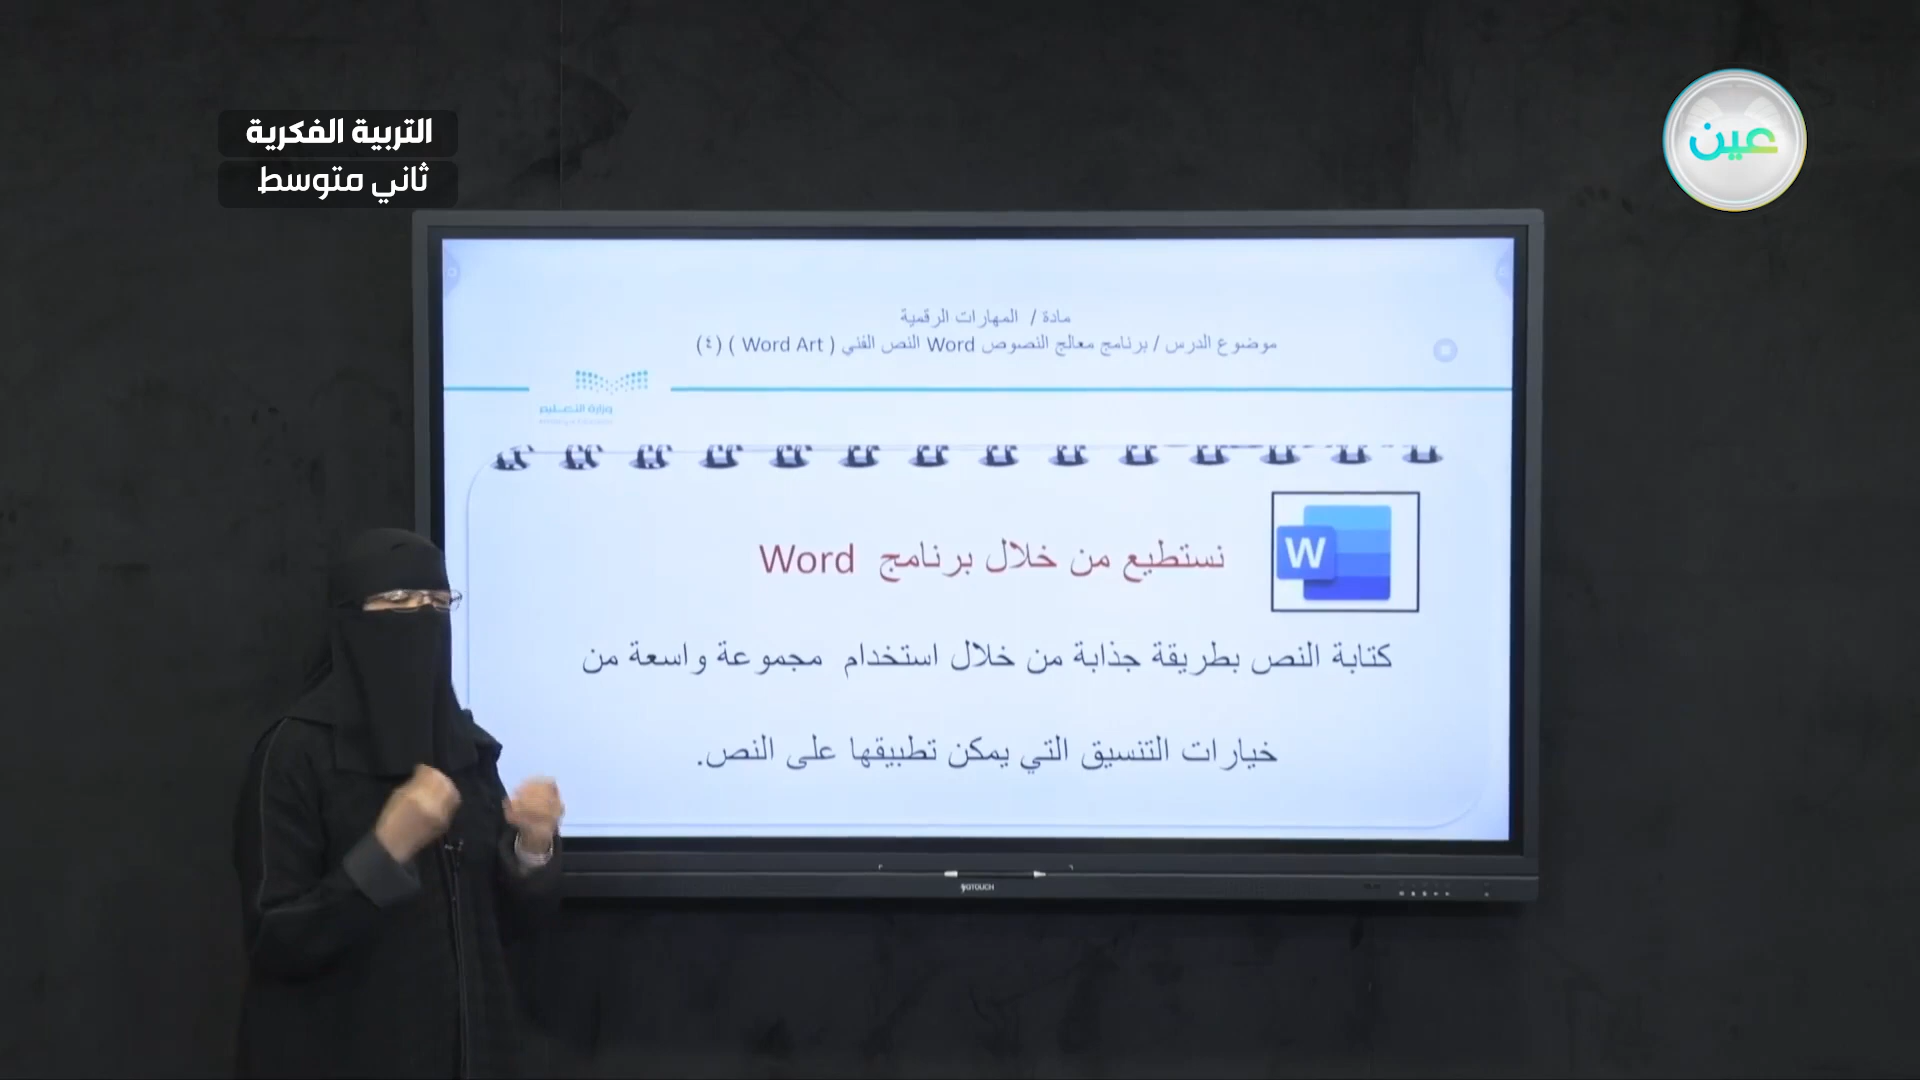 التربية الفكرية
ثاني متوسط
عين
مادة / المهارات الرقمية
موضوع الدرس / برنامج معالج النصوص Word النص الفني ( Word Art ) (٤)
وزارة التعليم
W
نستطيع من خلال برنامج Word
كتابة النص بطريقة جذابة من خلال استخدام مجموعة واسعة من
خيارات التنسيق التي يمكن تطبيقها على النص.